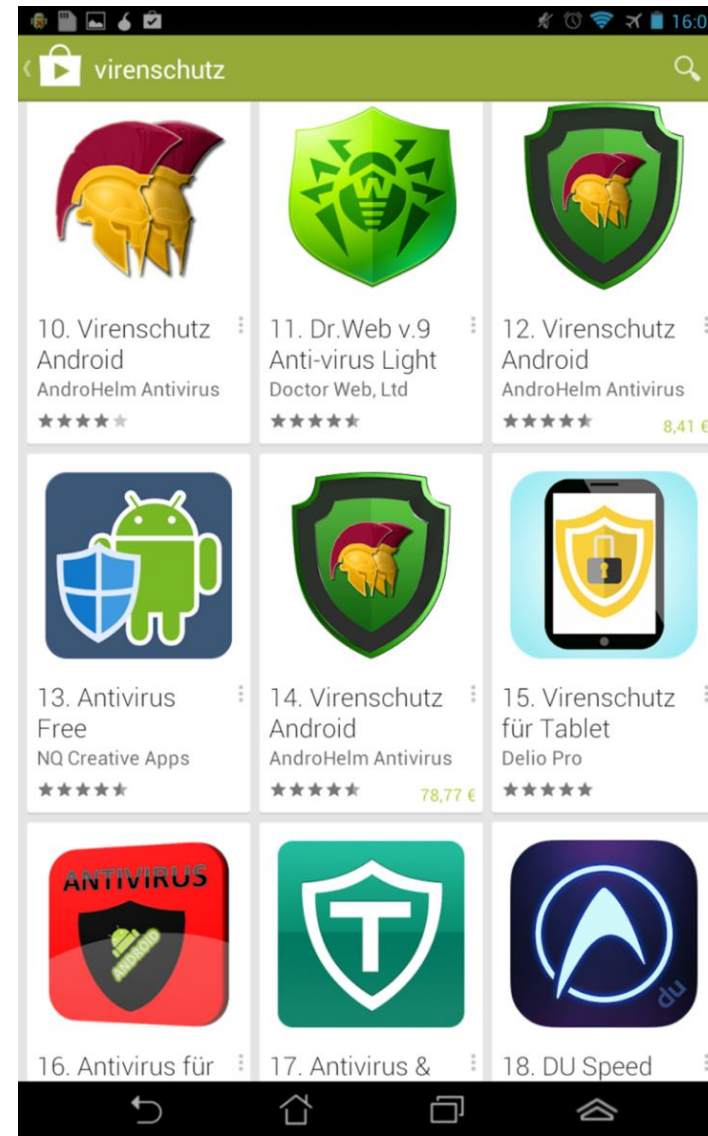 16:0
virenschutz
10. Virenschutz
Android
AndroHelm Antivirus
11. Dr.Web v.9
Anti-virus Light
Doctor Web, Ltd
12. Virenschutz
Android
AndroHelm Antivirus
8,41 €
13. Antivirus
Free
NQ Creative Apps
14. Virenschutz
Android
AndroHelm Antivirus
78,77 €
15. Virenschutz
für Tablet
Delio Pro
ANTIVIRUS
ANDROID
16. Antivirus für
T
17. Antivirus &
du
18. DU Speed